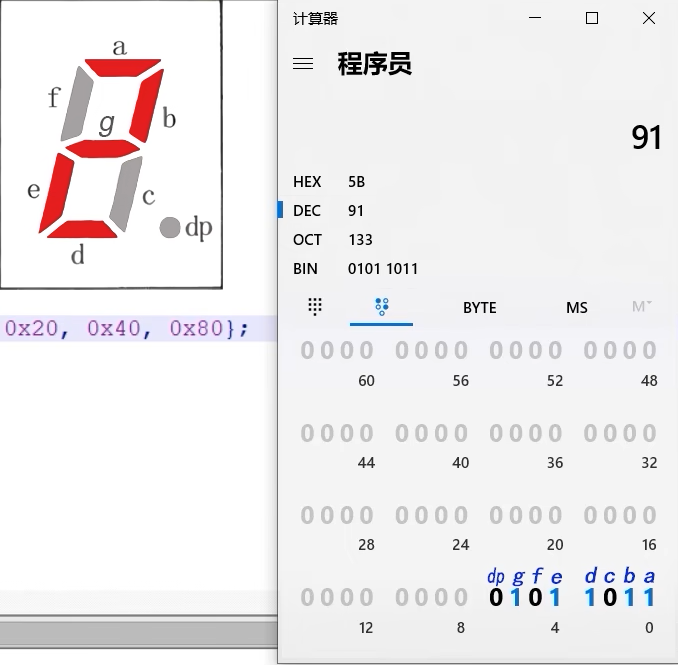 a
f
g
b
e
c
dp
d
0x20, 0x40, 0x80};
计算器
程序员
91
HEX 5B
DEC 91
OCT 133
BIN 0101 1011
BYTE MS M˅
0000 0000 0000 0000
60 56 52 48
0000 0000 0000 0000
44 40 36 32
0000 0000 0000 0000
28 24 20 16
dp g f e d c b a
0000 0000 0101 1011
12 8 4 0